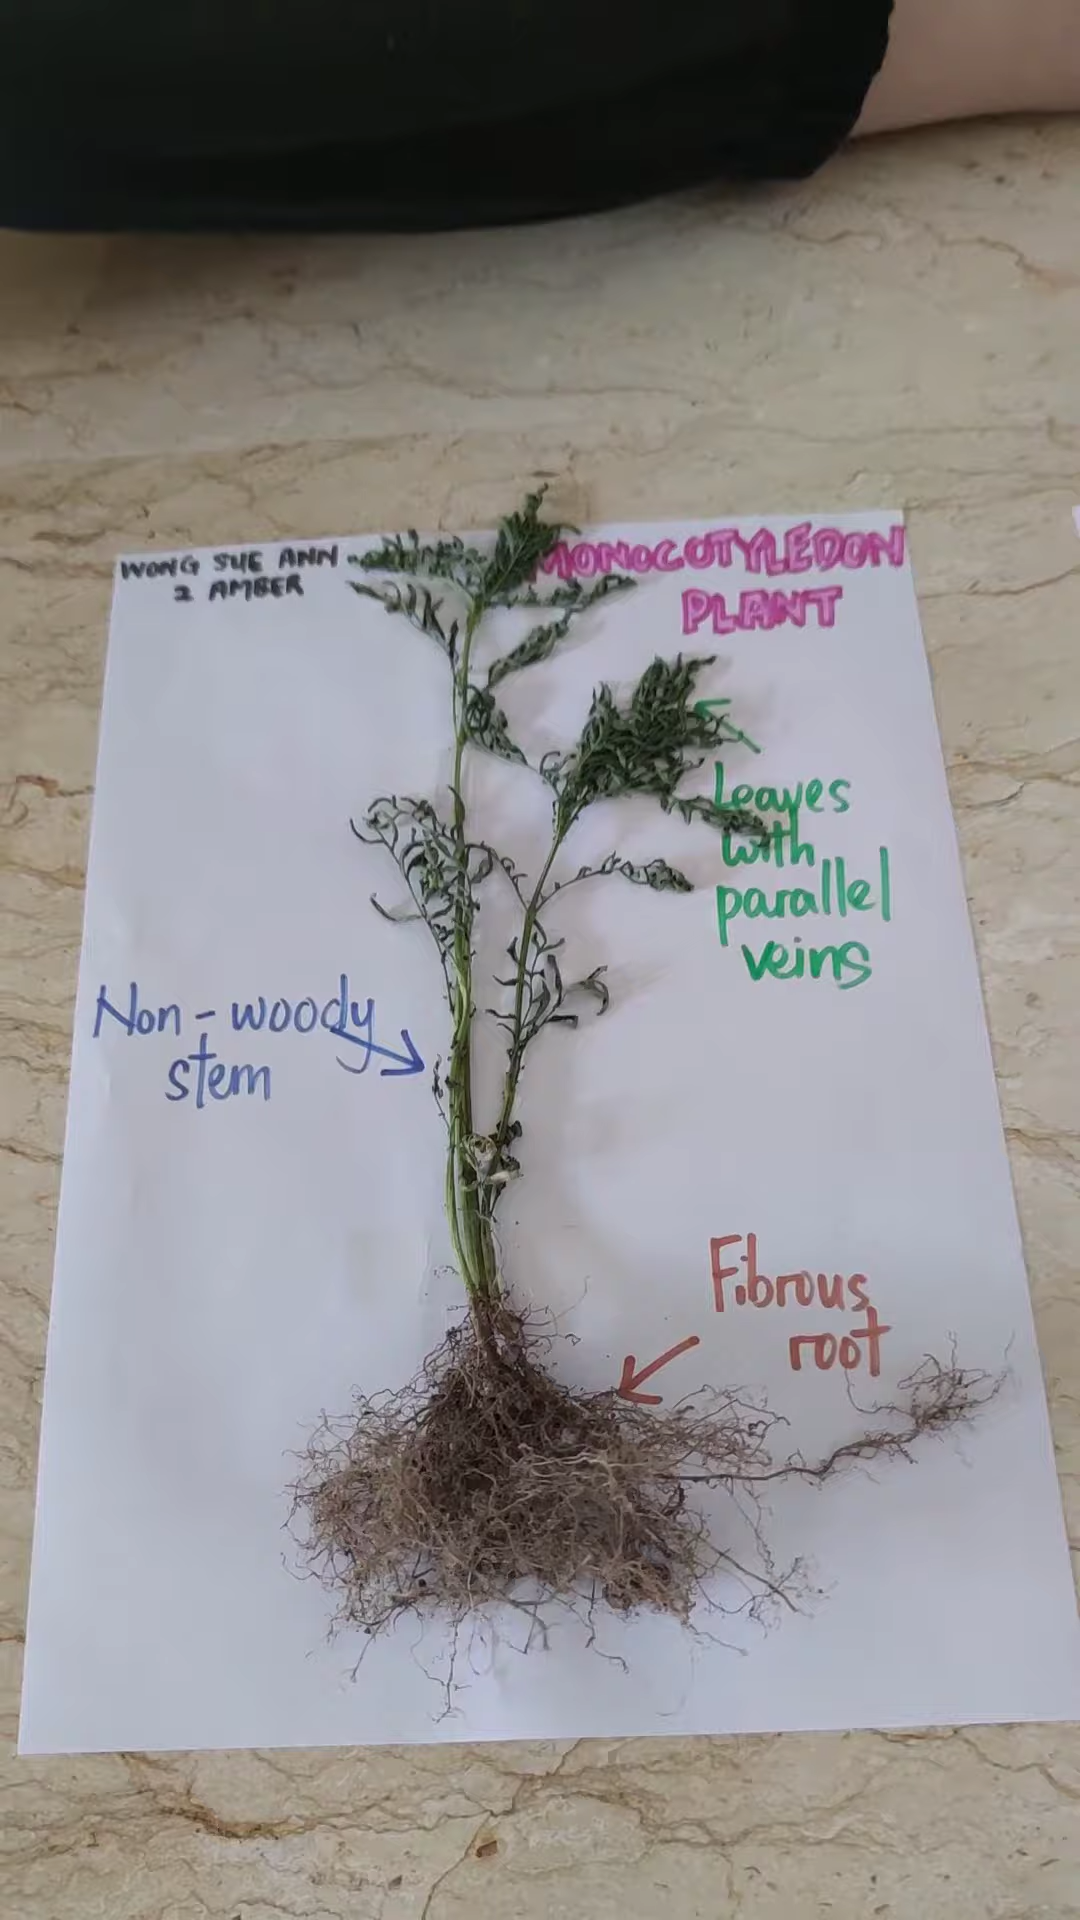 WONG SUE ANN
2 AMBER
MONOCOTYLEDON
PLANT
Leaves
with
parallel
veins
Non-woody
stem
Fibrous
root